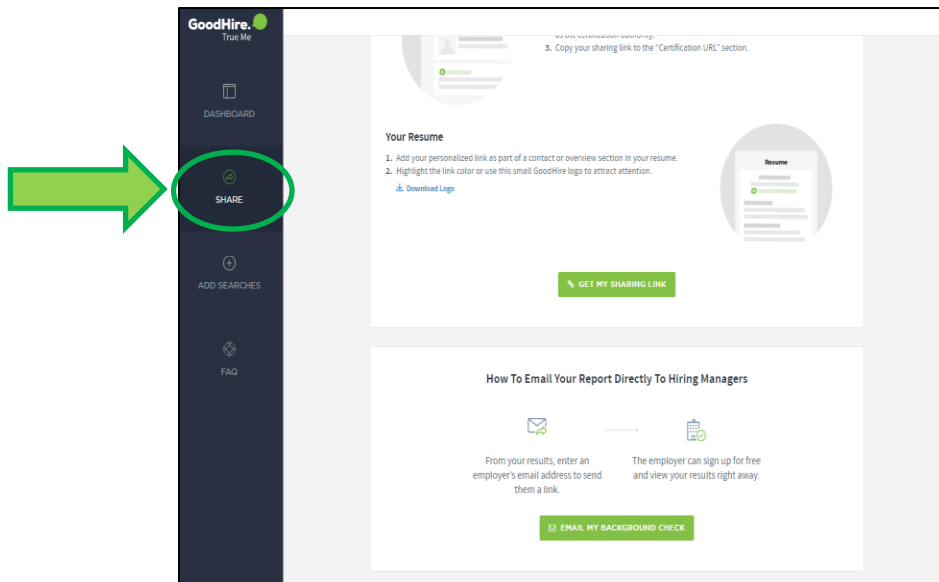 GoodHire.
True Me
DASHBOARD
SHARE
ADD SEARCHES
FAQ
as the certification authority.
3. Copy your sharing link to the "Certification URL" section.
Your Resume
1. Add your personalized link as part of a contact or overview section in your resume.
2. Highlight the link color or use this small GoodHire logo to attract attention.
Download Logo
Resume
GET MY SHARING LINK
How To Email Your Report Directly To Hiring Managers
From your results, enter an
employer's email address to send
them a link.
The employer can sign up for free
and view your results right away.
EMAIL MY BACKGROUND CHECK